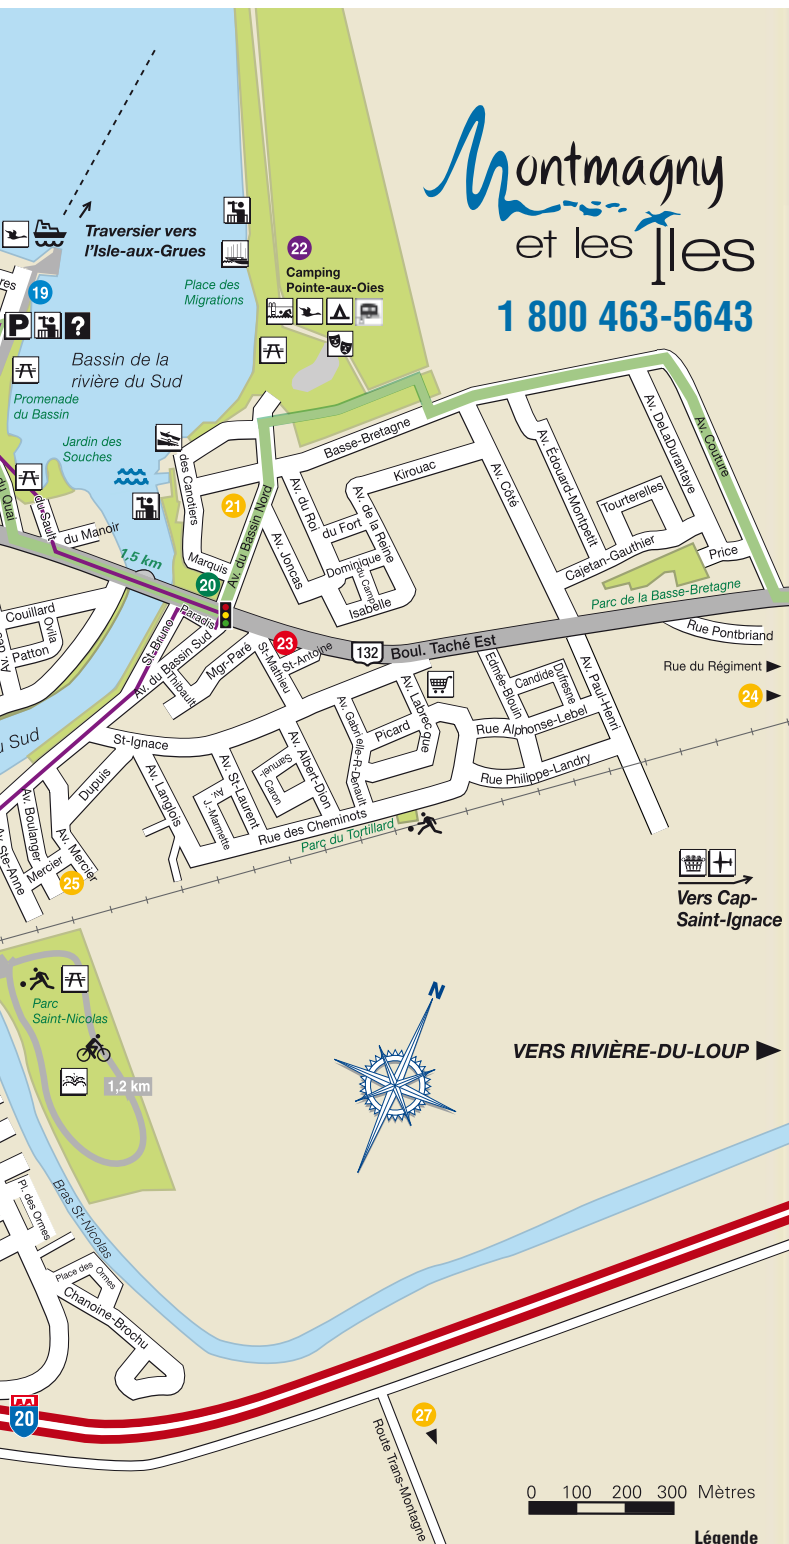 Montmagny
et les Îles
1 800 463-5643
Traversier vers
l'Isle-aux-Grues
22
Camping
Pointe-aux-Oies
Place des
Migrations
19
P
?
Bassin de la
rivière du Sud
Promenade
du Bassin
Jardin des
Souches
du Quai
du Sault
du Manoir
1,5 km
des Canotiers
21
Marquis
20
Av. du Bassin Nord
Basse-Bretagne
Kirouac
Av. du Roi
du Fort
Av. de la Reine
Av. Joncas
Dominique
du Camp
Isabelle
Av. Côté
Av. Édouard-Montpetit
Av. DeLaDurantaye
Av. Couture
Tourterelles
Cajetan-Gauthier
Price
Parc de la Basse-Bretagne
Rue Pontbriand
Rue du Régiment
24
Couillard
Ovila
Patton
Paradis
St-Bruno
Av. du Bassin Sud
Thibault
Mgr-Paré
St-Mathieu
23
St-Antoine
132
Boul. Taché Est
Edmée-Blouin
Candide
Dufresne
Av. Paul-Henri
Rue Alphonse-Lebel
Rue Philippe-Landry
Av. Labrecque
Picard
Av. Gabrielle-R-Denault
Av. Albert-Dion
Samuel-
Caron
St-Ignace
Av. St-Laurent
Av.
J.-Marmette
Av. Langlois
Dupuis
Rue des Cheminots
Parc du Tortillard
u Sud
Av. Boulanger
Av. Mercier
Mercier
Av. Ste-Anne
25
Vers Cap-
Saint-Ignace
Parc
Saint-Nicolas
1,2 km
N
VERS RIVIÈRE-DU-LOUP
Bras St-Nicolas
Pl. des Ormes
Place des
Ormes
Chanoine-Brochu
20
27
Route Trans-Montagne
0 100 200 300 Mètres
Légende